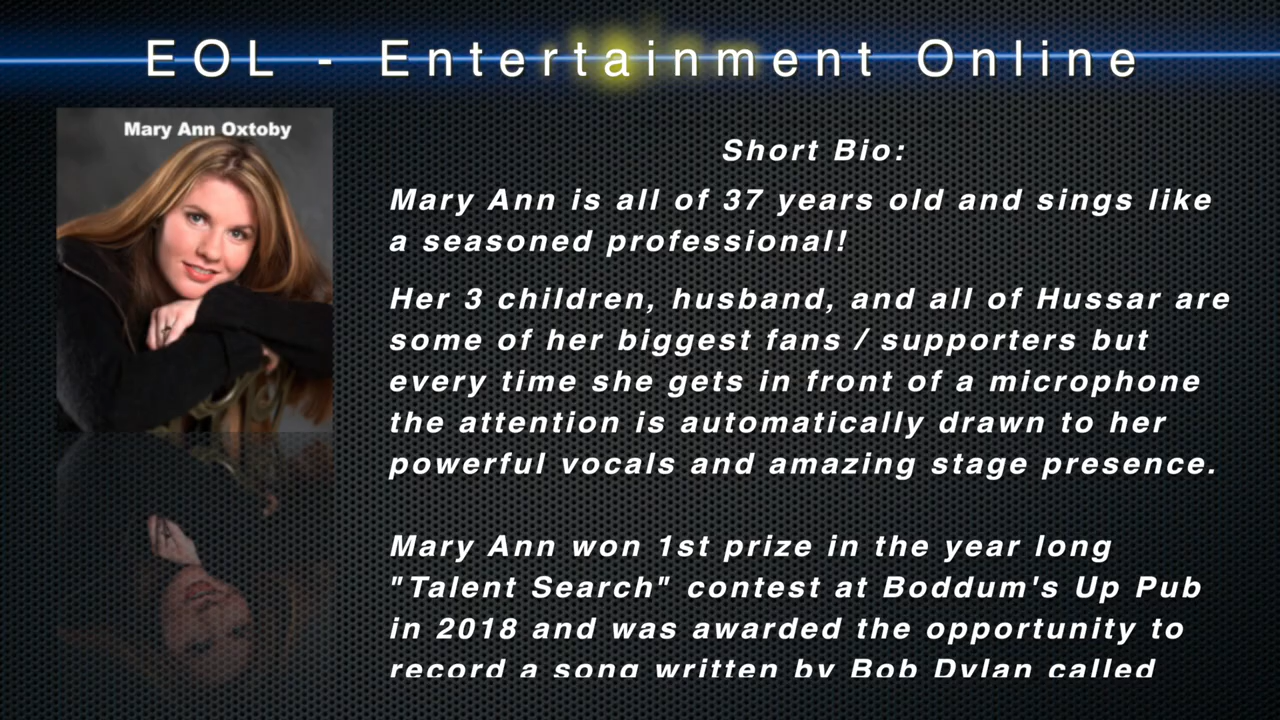 EOL - Entertainment Online
Mary Ann Oxtoby
Short Bio:
Mary Ann is all of 37 years old and sings like
a seasoned professional!
Her 3 children, husband, and all of Hussar are
some of her biggest fans / supporters but
every time she gets in front of a microphone
the attention is automatically drawn to her
powerful vocals and amazing stage presence.
Mary Ann won 1st prize in the year long
"Talent Search" contest at Boddum's Up Pub
in 2018 and was awarded the opportunity to
record a song written by Bob Dylan called